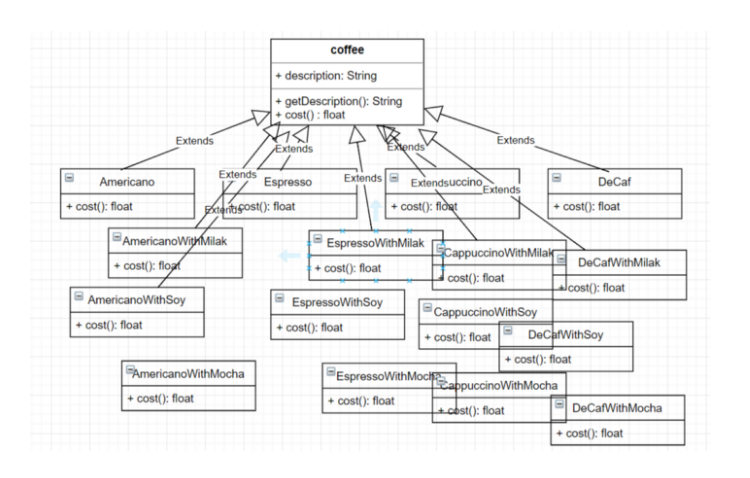 coffee
+ description: String
+ getDescription(): String
+ cost() : float
Extends
Extends
Extends
Extends
Extends
Extends
Extends
Extends
Extends
Americano
+ cost(): float
Espresso
+ cost(): float
uccino
+ cost(): float
DeCaf
+ cost(): float
AmericanoWithMilak
+ cost(): float
EspressoWithMilak
+ cost(): float
CappuccinoWithMilak
+ cost(): float
DeCafWithMilak
+ cost(): float
AmericanoWithSoy
+ cost(): float
EspressoWithSoy
+ cost(): float
CappuccinoWithSoy
+ cost(): float
DeCafWithSoy
+ cost(): float
AmericanoWithMocha
+ cost(): float
EspressoWithMocha
+ cost(): float
CappuccinoWithMocha
+ cost(): float
DeCafWithMocha
+ cost(): float